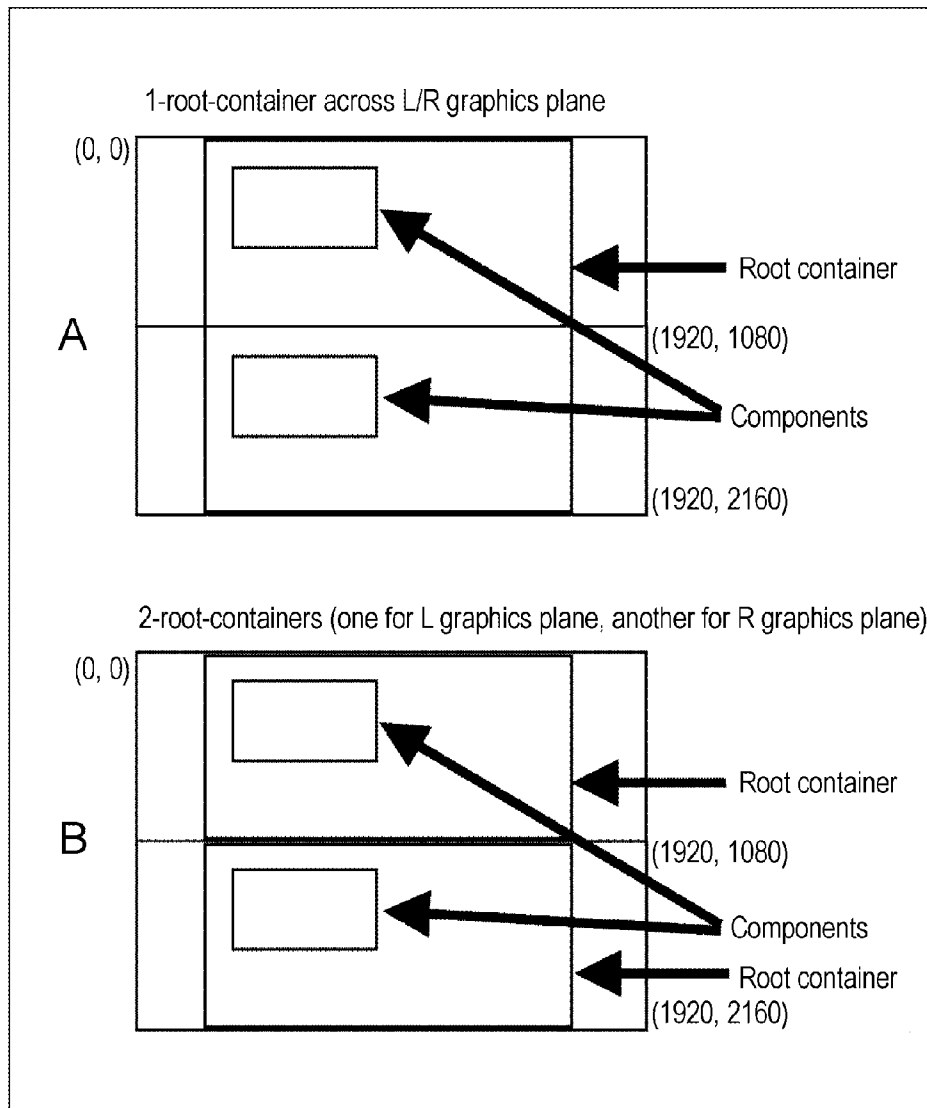 1-root-container across L/R graphics plane
(0, 0)
Root container
A
(1920, 1080)
Components
(1920, 2160)
2-root-containers (one for L graphics plane, another for R graphics plane)
(0, 0)
Root container
B
(1920, 1080)
Components
Root container
(1920, 2160)